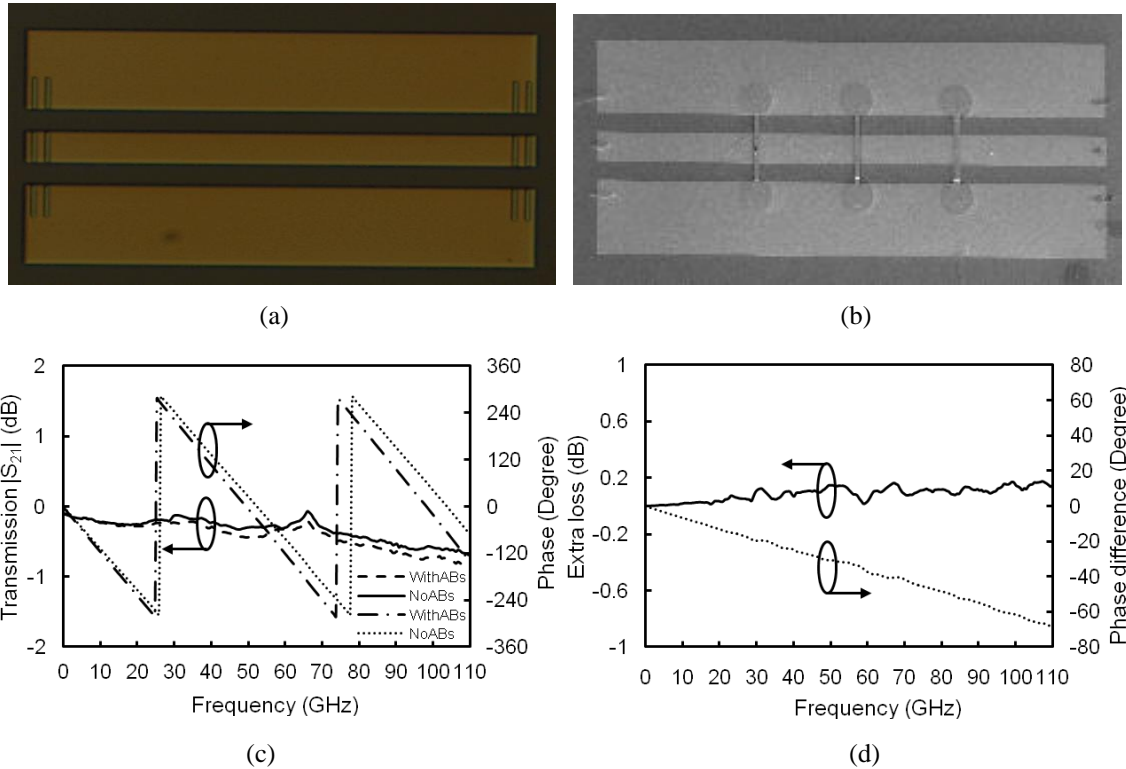 (a)
(b)
2
1
0
-1
-2
Transmission |S21| (dB)
360
240
120
0
-120
-240
-360
Phase (Degree)
WithABs
NoABs
WithABs
NoABs
0 10 20 30 40 50 60 70 80 90 100 110
Frequency (GHz)
(c)
1
0.6
0.2
-0.2
-0.6
-1
Extra loss (dB)
80
60
40
20
0
-20
-40
-60
-80
Phase difference (Degree)
0 10 20 30 40 50 60 70 80 90 100 110
Frequency (GHz)
(d)